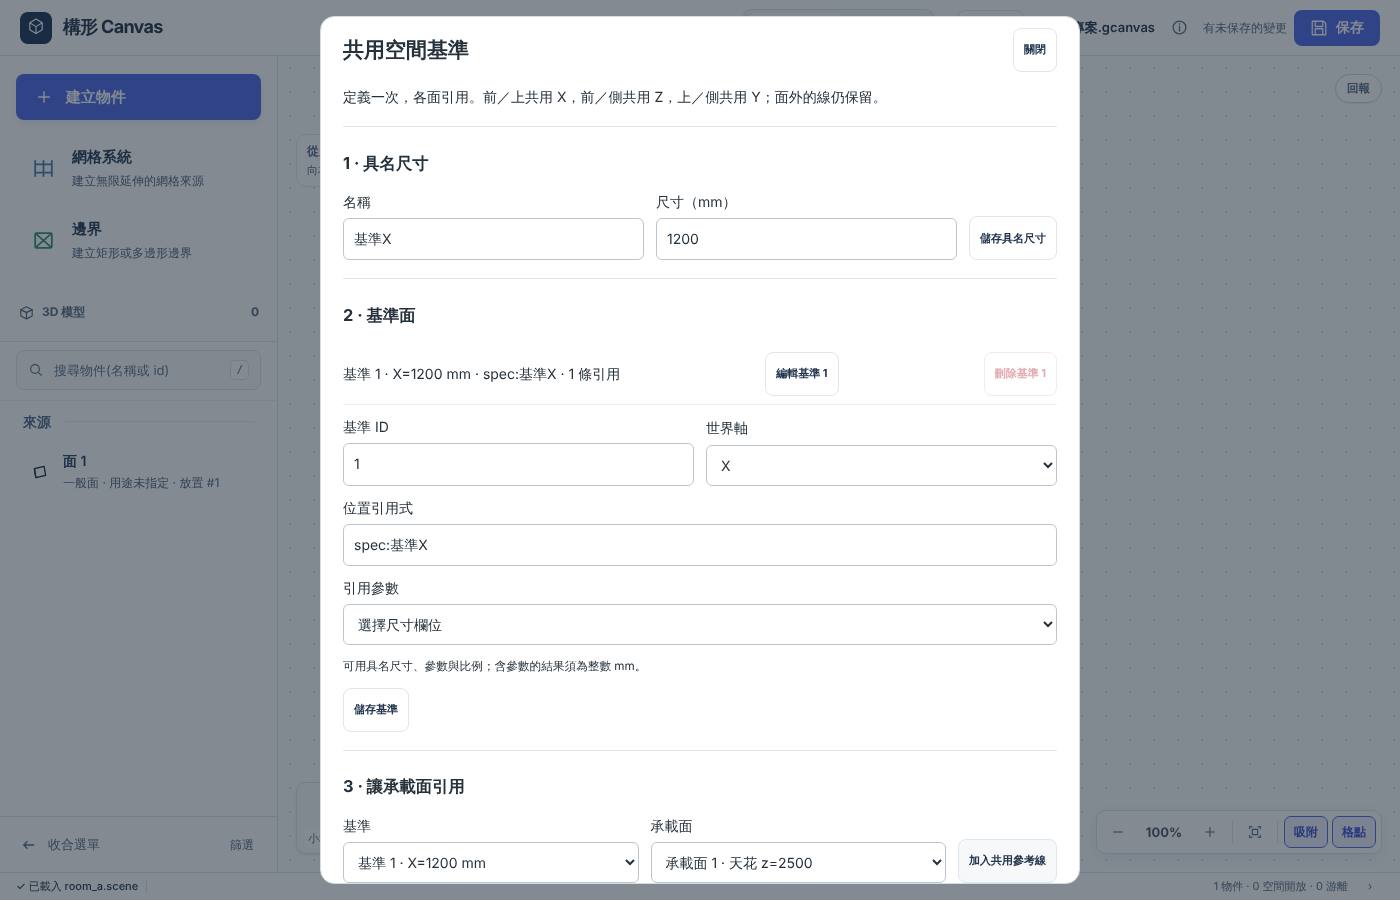 構形 Canvas
專案.gcanvas
有未保存的變更
保存
建立物件
網格系統
建立無限延伸的網格來源
邊界
建立矩形或多邊形邊界
3D 模型
0
搜尋物件(名稱或 id)
/
來源
面 1
一般面 · 用途未指定 · 放置 #1
收合選單
篩選
✓ 已載入 room_a.scene
從
向
小
共用空間基準
關閉
定義一次，各面引用。前／上共用 X，前／側共用 Z，上／側共用 Y；面外的線仍保留。
1 · 具名尺寸
名稱
尺寸（mm）
基準X
1200
儲存具名尺寸
2 · 基準面
基準 1 · X=1200 mm · spec:基準X · 1 條引用
編輯基準 1
刪除基準 1
基準 ID
世界軸
1
X
位置引用式
spec:基準X
引用參數
選擇尺寸欄位
可用具名尺寸、參數與比例；含參數的結果須為整數 mm。
儲存基準
3 · 讓承載面引用
基準
承載面
基準 1 · X=1200 mm
承載面 1 · 天花 z=2500
加入共用參考線
回報
100%
吸附
格點
1 物件 · 0 空間開放 · 0 游離